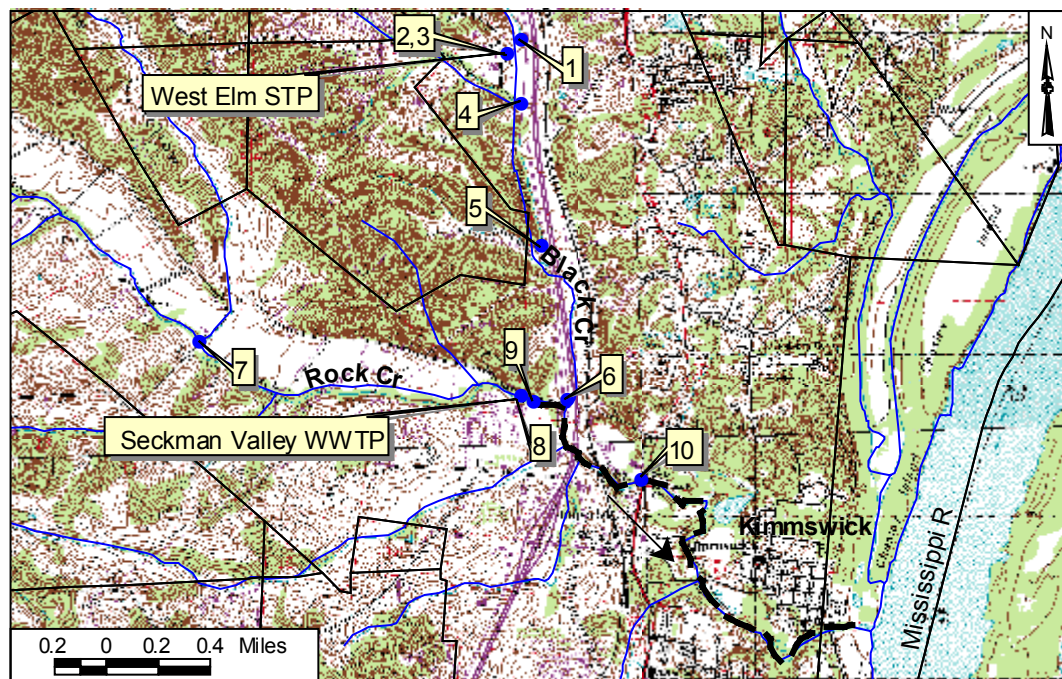 2,3
1
N
West Elm STP
4
5
Black Cr
7
Rock Cr
9
6
Seckman Valley WWTP
8
10
Kimmswick
Mississippi R
0.2 0 0.2 0.4 Miles